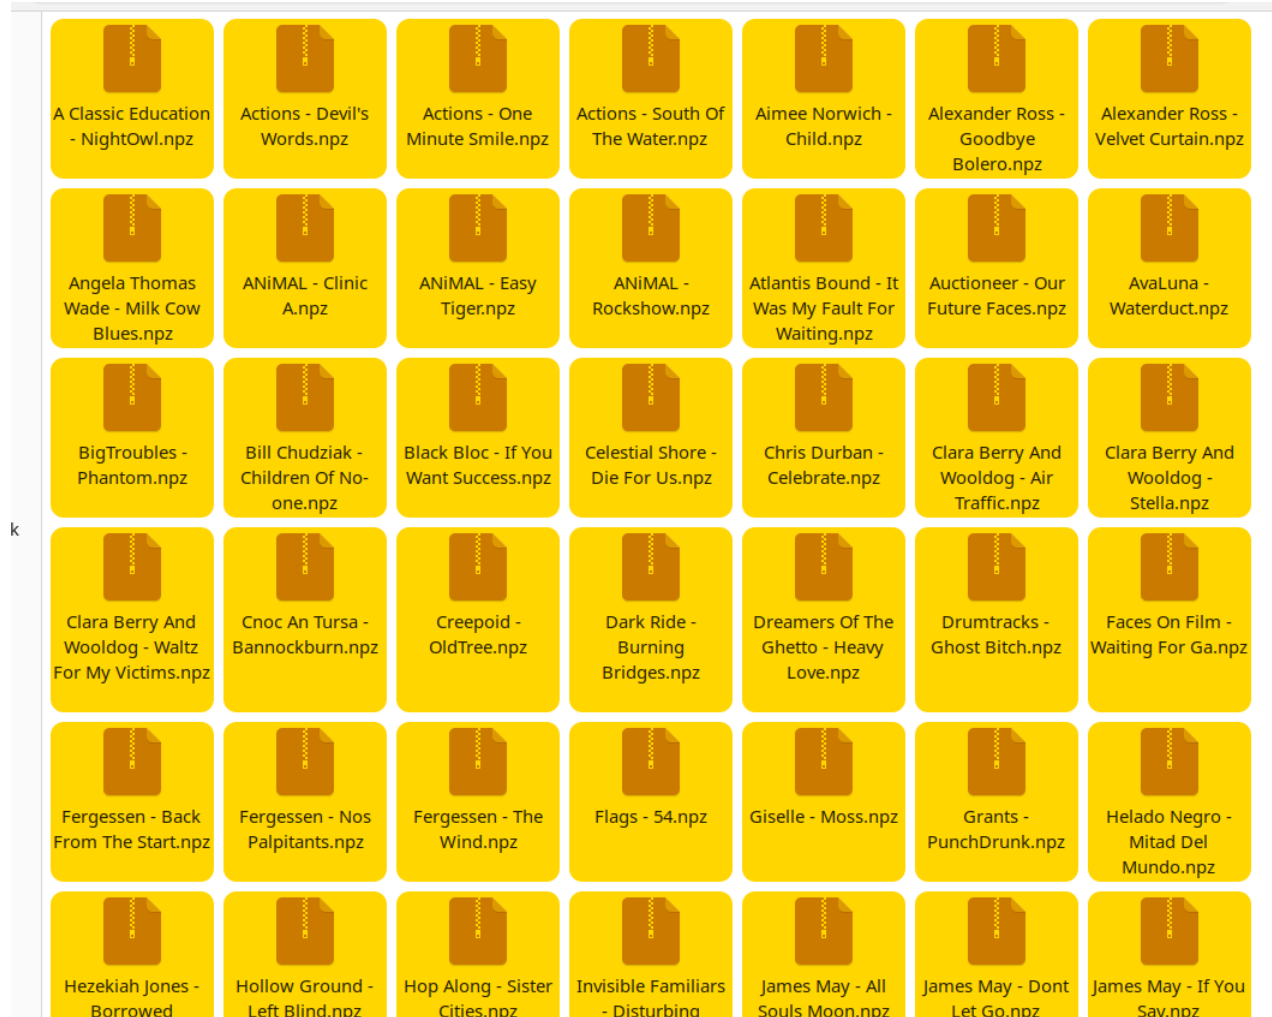 A Classic Education
- NightOwl.npz
Actions - Devil's
Words.npz
Actions - One
Minute Smile.npz
Actions - South Of
The Water.npz
Aimee Norwich -
Child.npz
Alexander Ross -
Goodbye
Bolero.npz
Alexander Ross -
Velvet Curtain.npz
Angela Thomas
Wade - Milk Cow
Blues.npz
ANiMAL - Clinic
A.npz
ANiMAL - Easy
Tiger.npz
ANiMAL -
Rockshow.npz
Atlantis Bound - It
Was My Fault For
Waiting.npz
Auctioneer - Our
Future Faces.npz
AvaLuna -
Waterduct.npz
BigTroubles -
Phantom.npz
Bill Chudziak -
Children Of No-
one.npz
Black Bloc - If You
Want Success.npz
Celestial Shore -
Die For Us.npz
Chris Durban -
Celebrate.npz
Clara Berry And
Wooldog - Air
Traffic.npz
Clara Berry And
Wooldog -
Stella.npz
k
Clara Berry And
Wooldog - Waltz
For My Victims.npz
Cnoc An Tursa -
Bannockburn.npz
Creepoid -
OldTree.npz
Dark Ride -
Burning
Bridges.npz
Dreamers Of The
Ghetto - Heavy
Love.npz
Drumtracks -
Ghost Bitch.npz
Faces On Film -
Waiting For Ga.npz
Fergessen - Back
From The Start.npz
Fergessen - Nos
Palpitants.npz
Fergessen - The
Wind.npz
Flags - 54.npz
Giselle - Moss.npz
Grants -
PunchDrunk.npz
Helado Negro -
Mitad Del
Mundo.npz
Hezekiah Jones -
Borrowed
Hollow Ground -
Left Blind.npz
Hop Along - Sister
Cities.npz
Invisible Familiars
- Disturbing
James May - All
Souls Moon.npz
James May - Dont
Let Go.npz
James May - If You
Say.npz